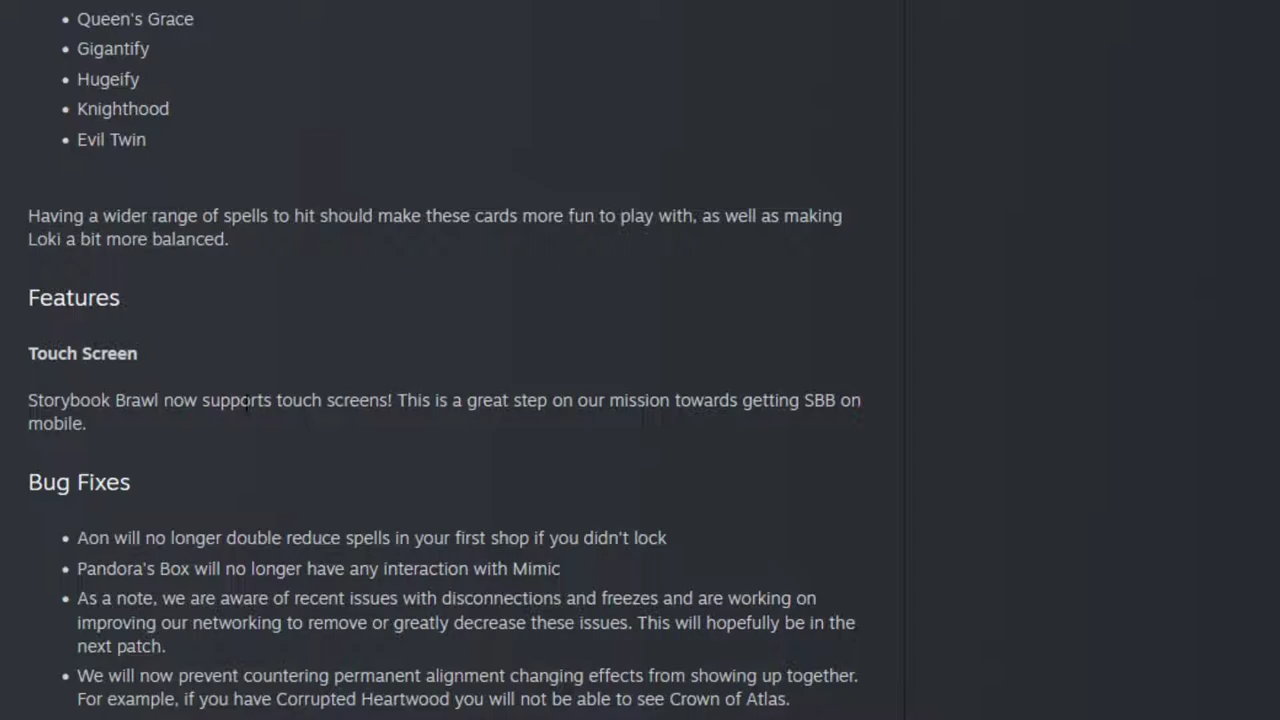 • Queen's Grace
• Gigantify
• Hugeify
• Knighthood
• Evil Twin
Having a wider range of spells to hit should make these cards more fun to play with, as well as making
Loki a bit more balanced.
Features
Touch Screen
Storybook Brawl now supports touch screens! This is a great step on our mission towards getting SBB on
mobile.
Bug Fixes
• Aon will no longer double reduce spells in your first shop if you didn't lock
• Pandora's Box will no longer have any interaction with Mimic
• As a note, we are aware of recent issues with disconnections and freezes and are working on
improving our networking to remove or greatly decrease these issues. This will hopefully be in the
next patch.
• We will now prevent countering permanent alignment changing effects from showing up together.
For example, if you have Corrupted Heartwood you will not be able to see Crown of Atlas.